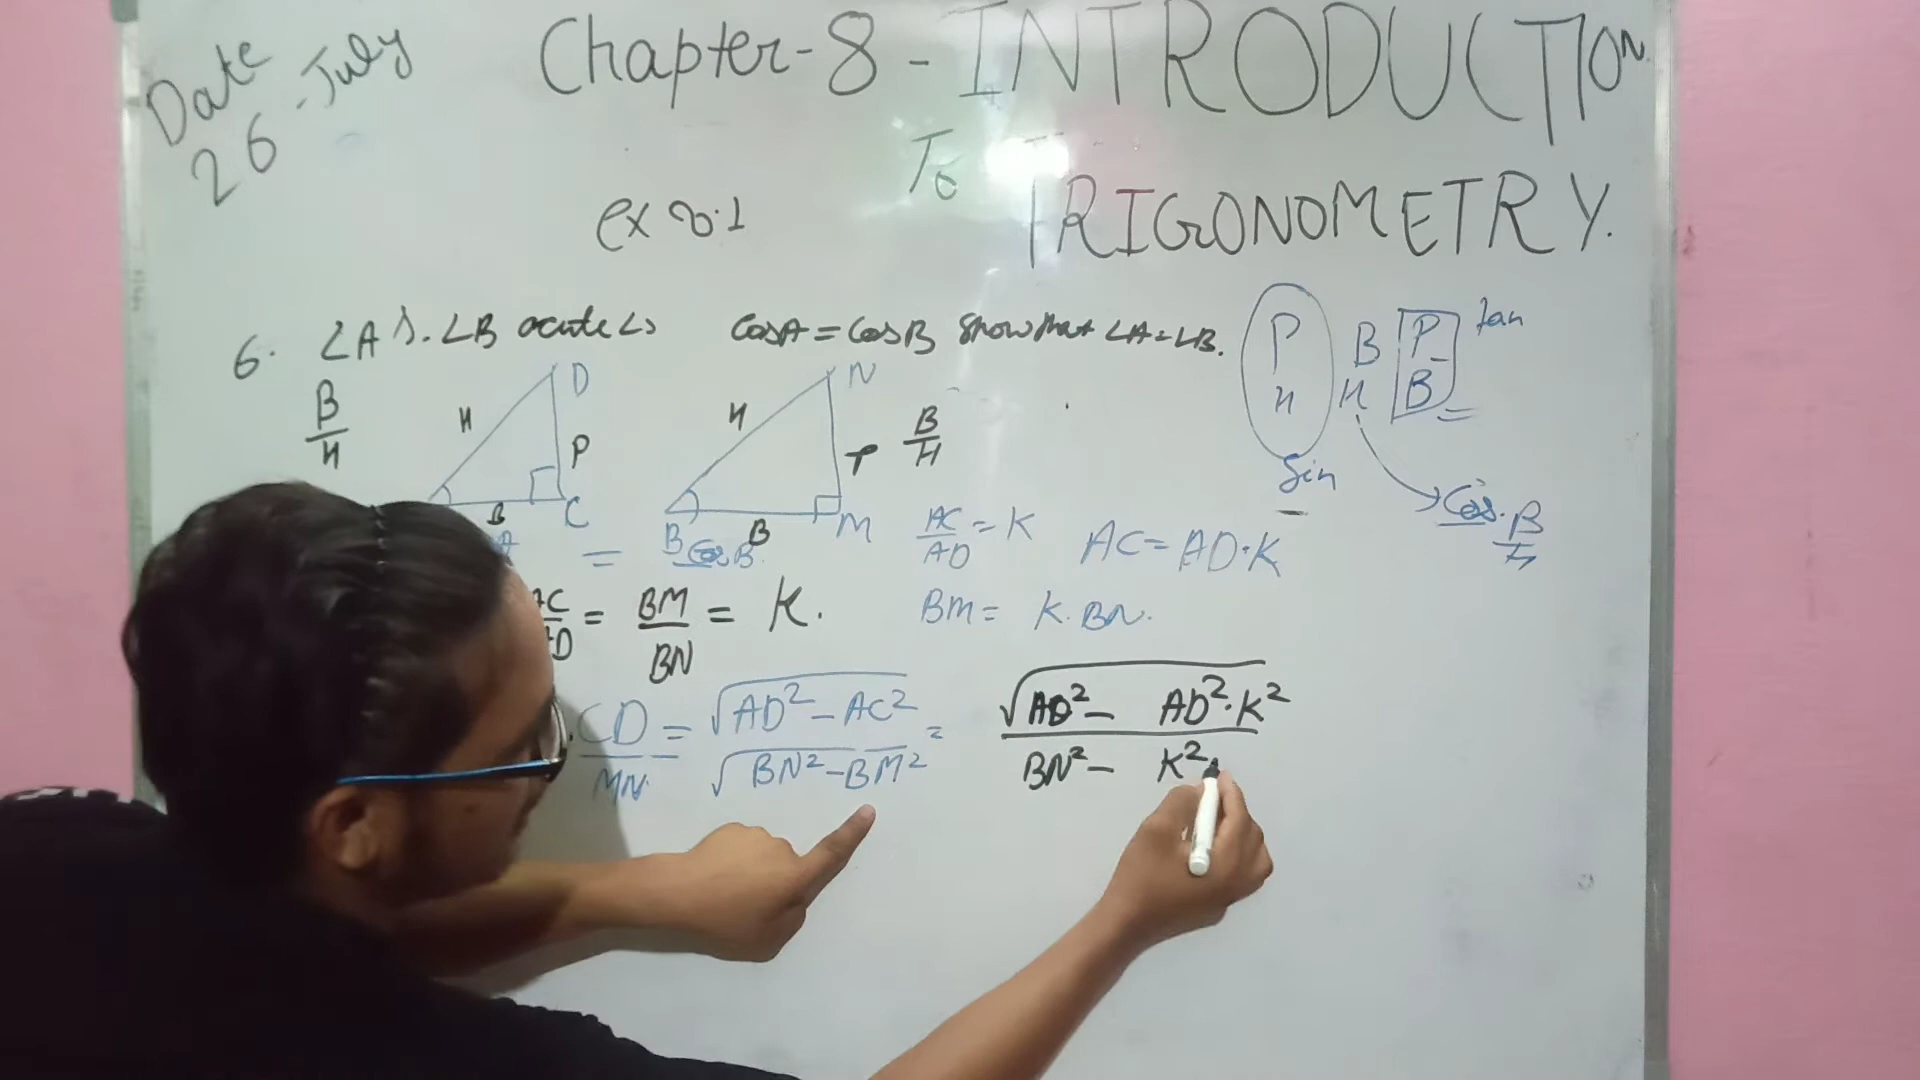 Date
26 - July
Chapter-8 - INTRODUCTION
To
TRIGONOMETRY.
ex 8.1
6. ∠A &. ∠B acute ∠s CosA = CosB Show that ∠A = ∠B.
B/H
H D P B C
H N P B B M
B/H
P/H B/H P/B tan
Sin
Cos. B/H
A = Cos B
AC/AD = K AC = AD·K
AC/AD = BM/BN = K. BM = K. BN.
CD/MN = √AD² - AC²/√BN² - BM² = √AD² - AD²·K²/BN² - K²